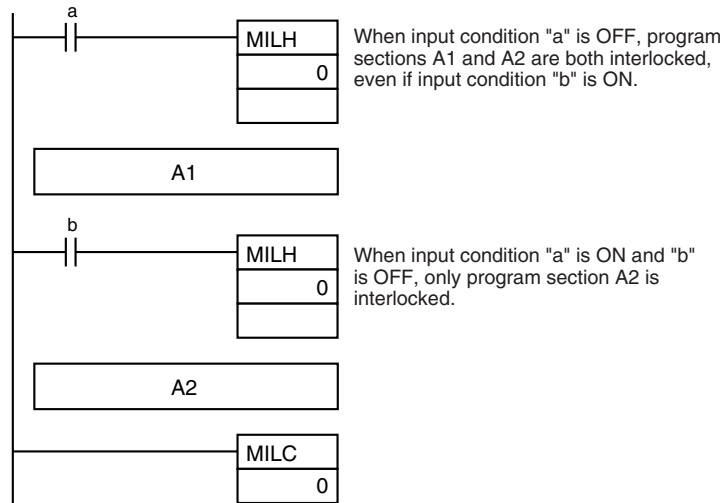 a
MILH
0
When input condition "a" is OFF, program
sections A1 and A2 are both interlocked,
even if input condition "b" is ON.
A1
b
MILH
0
When input condition "a" is ON and "b"
is OFF, only program section A2 is
interlocked.
A2
MILC
0